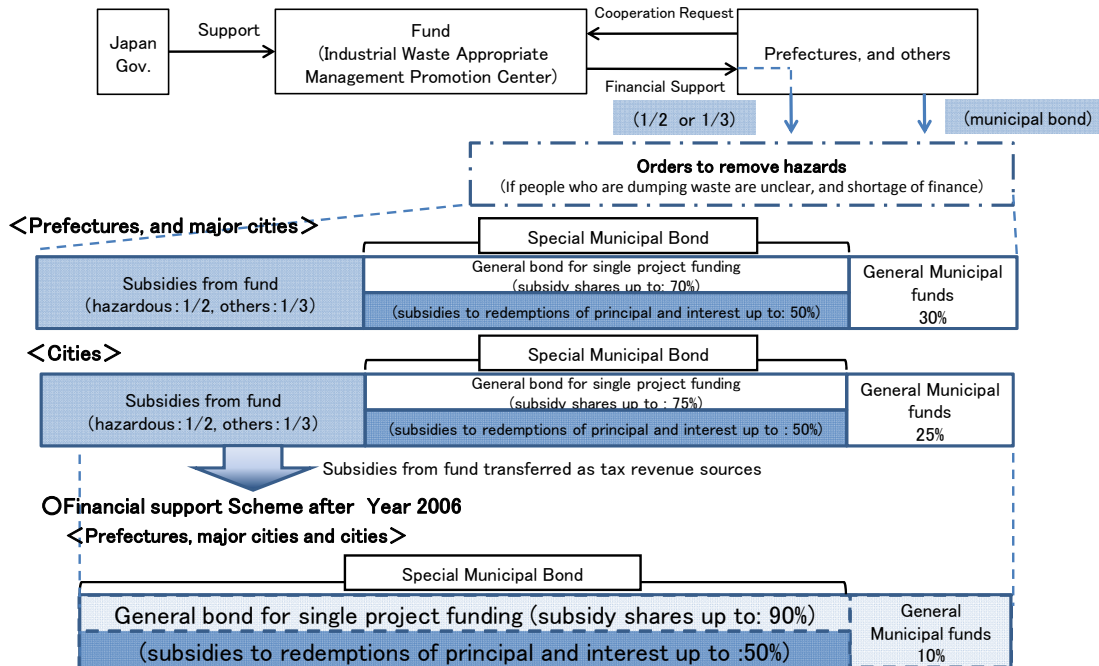 Japan
Gov.
Support
Fund
(Industrial Waste Appropriate
Management Promotion Center)
Cooperation Request
Financial Support
Prefectures, and others
(1/2 or 1/3)
(municipal bond)
Orders to remove hazards
(If people who are dumping waste are unclear, and shortage of finance)
<Prefectures, and major cities>
Special Municipal Bond
Subsidies from fund
(hazardous:1/2, others:1/3)
General bond for single project funding
(subsidy shares up to: 70%)
(subsidies to redemptions of principal and interest up to: 50%)
General Municipal
funds
30%
<Cities>
Special Municipal Bond
Subsidies from fund
(hazardous:1/2, others:1/3)
General bond for single project funding
(subsidy shares up to : 75%)
(subsidies to redemptions of principal and interest up to : 50%)
General Municipal
funds
25%
Subsidies from fund transferred as tax revenue sources
○Financial support Scheme after Year 2006
<Prefectures, major cities and cities>
Special Municipal Bond
General bond for single project funding (subsidy shares up to: 90%)
(subsidies to redemptions of principal and interest up to :50%)
General
Municipal funds
10%